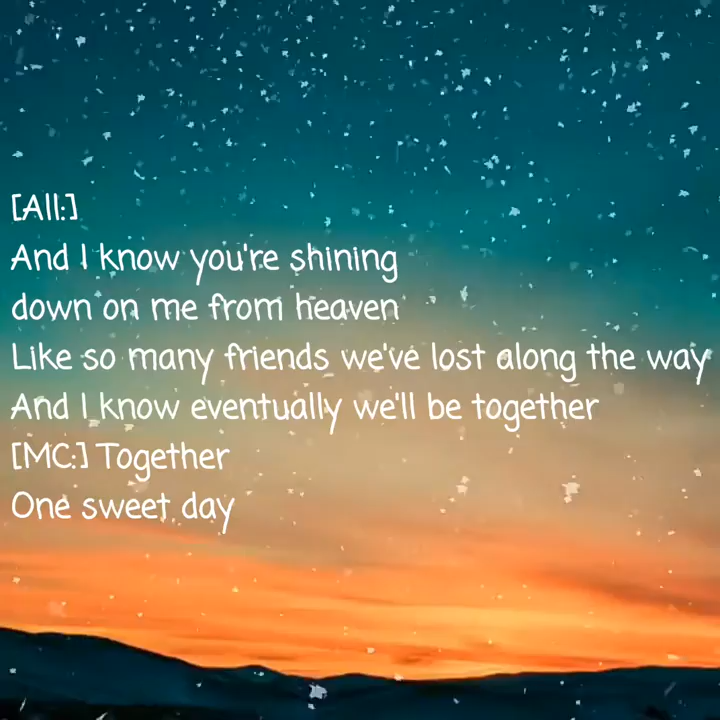 [All:]
And I know you're shining
down on me from heaven
Like so many friends we've lost along the way
And I know eventually we'll be together
[MC:] Together
One sweet day